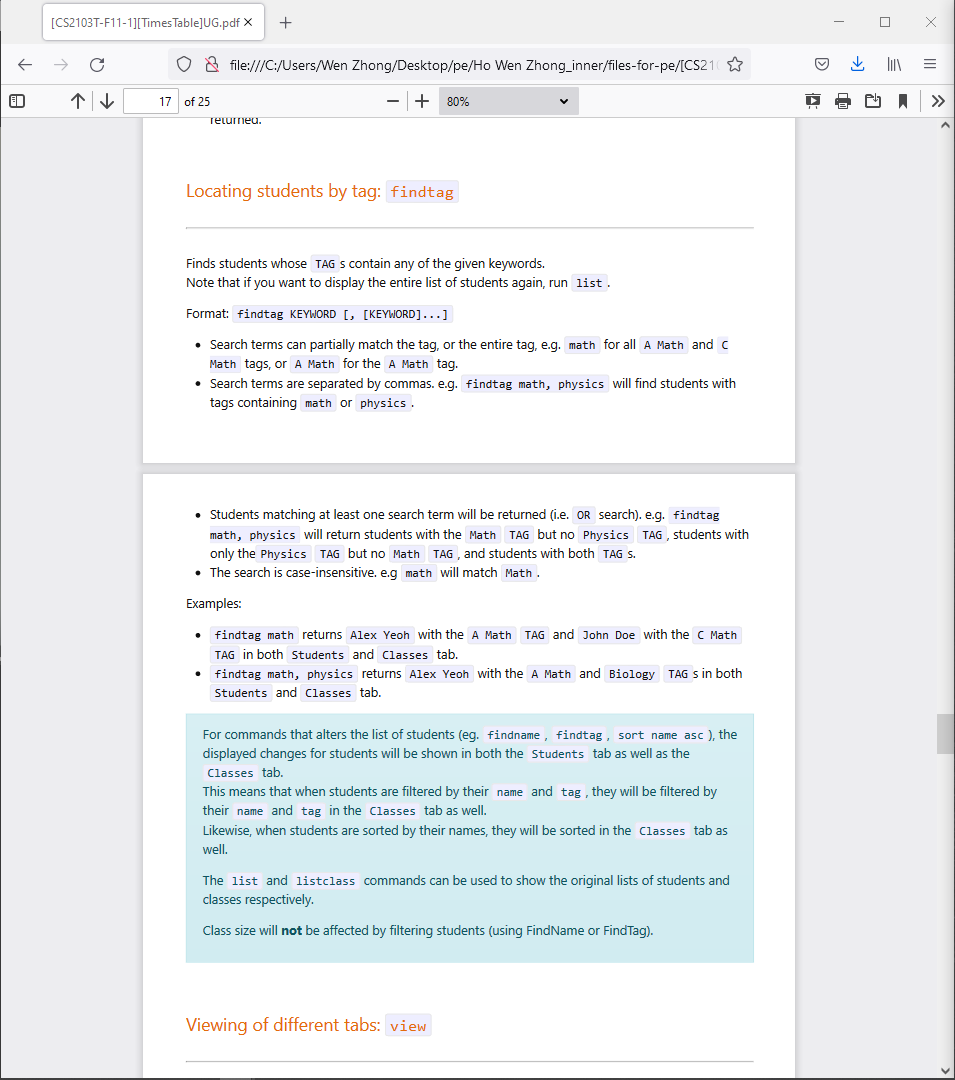 [CS2103T-F11-1][TimesTable]UG.pdf
file:///C:/Users/Wen Zhong/Desktop/pe/Ho Wen Zhong_inner/files-for-pe/[CS210
17 of 25
80%
returned.
Locating students by tag: findtag
Finds students whose TAG s contain any of the given keywords.
Note that if you want to display the entire list of students again, run list .
Format: findtag KEYWORD [, [KEYWORD]...]
• Search terms can partially match the tag, or the entire tag, e.g. math for all A Math and C
Math tags, or A Math for the A Math tag.
• Search terms are separated by commas. e.g. findtag math, physics will find students with
tags containing math or physics .
• Students matching at least one search term will be returned (i.e. OR search). e.g. findtag
math, physics will return students with the Math TAG but no Physics TAG , students with
only the Physics TAG but no Math TAG , and students with both TAG s.
• The search is case-insensitive. e.g math will match Math .
Examples:
• findtag math returns Alex Yeoh with the A Math TAG and John Doe with the C Math
TAG in both Students and Classes tab.
• findtag math, physics returns Alex Yeoh with the A Math and Biology TAG s in both
Students and Classes tab.
For commands that alters the list of students (eg. findname , findtag , sort name asc ), the
displayed changes for students will be shown in both the Students tab as well as the
Classes tab.
This means that when students are filtered by their name and tag , they will be filtered by
their name and tag in the Classes tab as well.
Likewise, when students are sorted by their names, they will be sorted in the Classes tab as
well.
The list and listclass commands can be used to show the original lists of students and
classes respectively.
Class size will not be affected by filtering students (using FindName or FindTag).
Viewing of different tabs: view